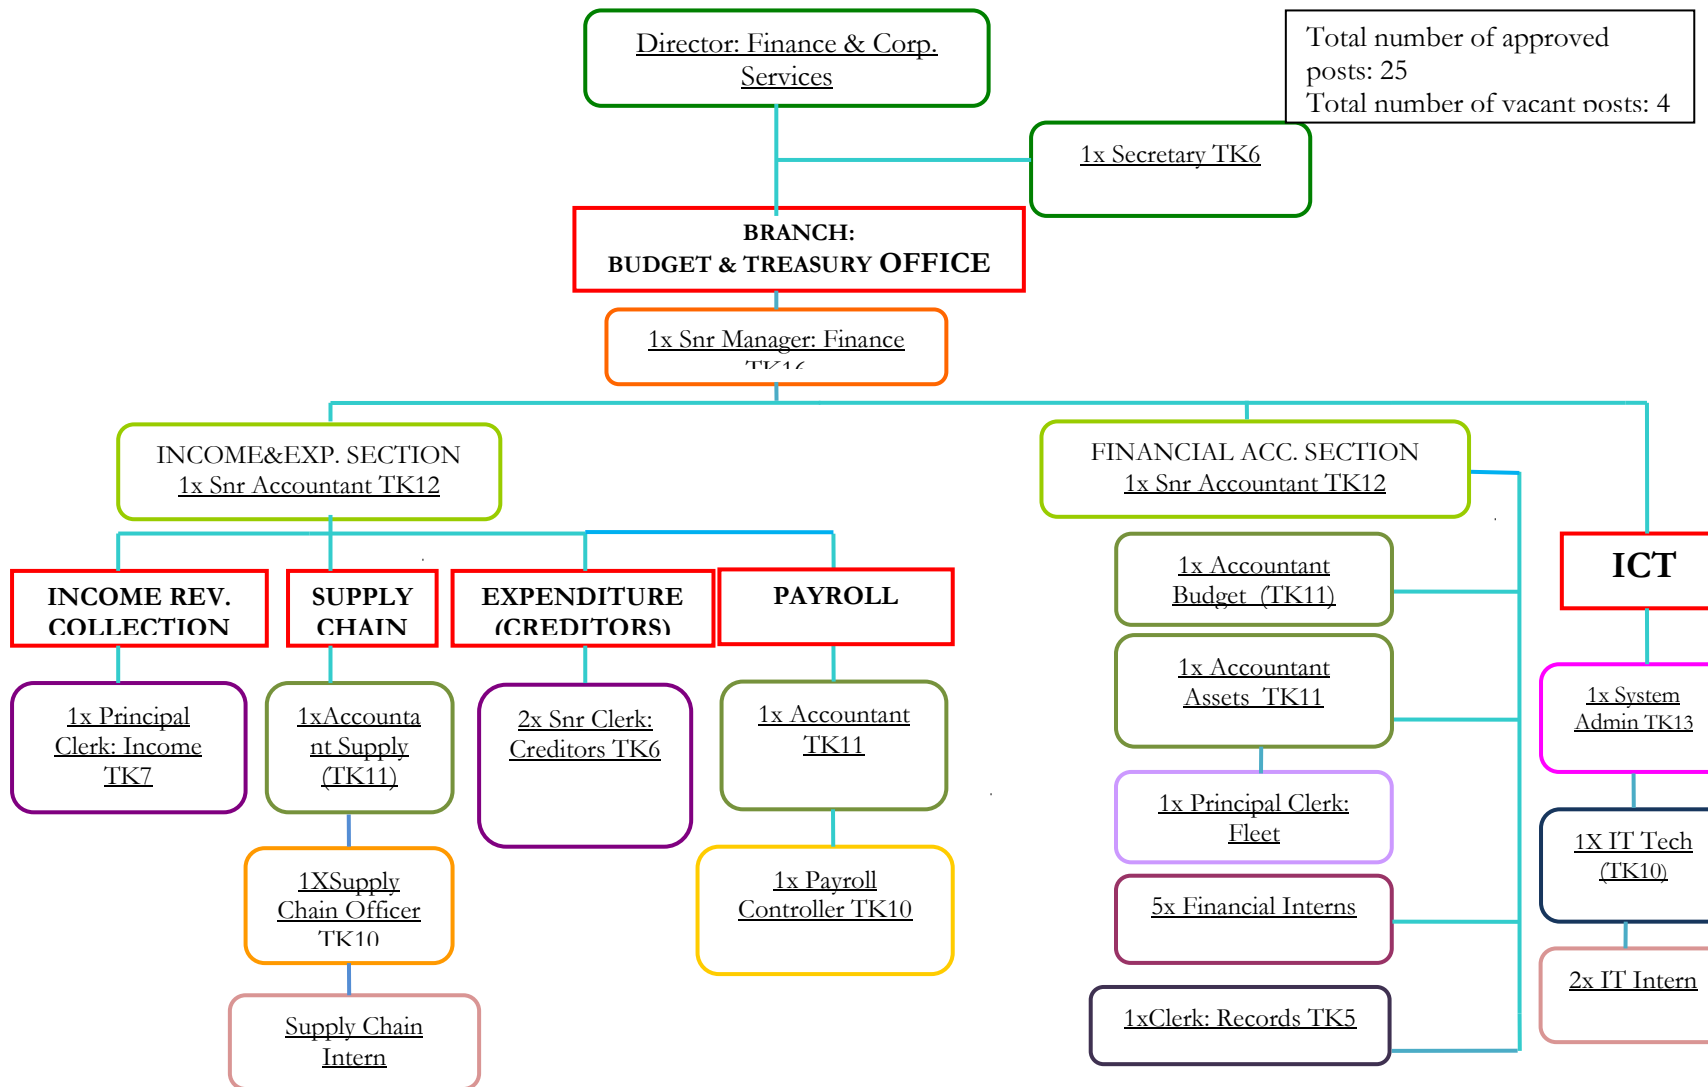 Director: Finance & Corp.
Services
Total number of approved
posts: 25
Total number of vacant posts: 4
1x Secretary TK6
BRANCH:
BUDGET & TREASURY OFFICE
1x Snr Manager: Finance
TK16
INCOME&EXP. SECTION
1x Snr Accountant TK12
FINANCIAL ACC. SECTION
1x Snr Accountant TK12
INCOME REV.
COLLECTION
SUPPLY
CHAIN
EXPENDITURE
(CREDITORS)
PAYROLL
1x Accountant
Budget (TK11)
ICT
1x Principal
Clerk: Income
TK7
1xAccounta
nt Supply
(TK11)
2x Snr Clerk:
Creditors TK6
1x Accountant
TK11
1x Accountant
Assets TK11
1x System
Admin TK13
1x Principal Clerk:
Fleet
1X IT Tech
(TK10)
1XSupply
Chain Officer
TK10
1x Payroll
Controller TK10
5x Financial Interns
2x IT Intern
Supply Chain
Intern
1xClerk: Records TK5